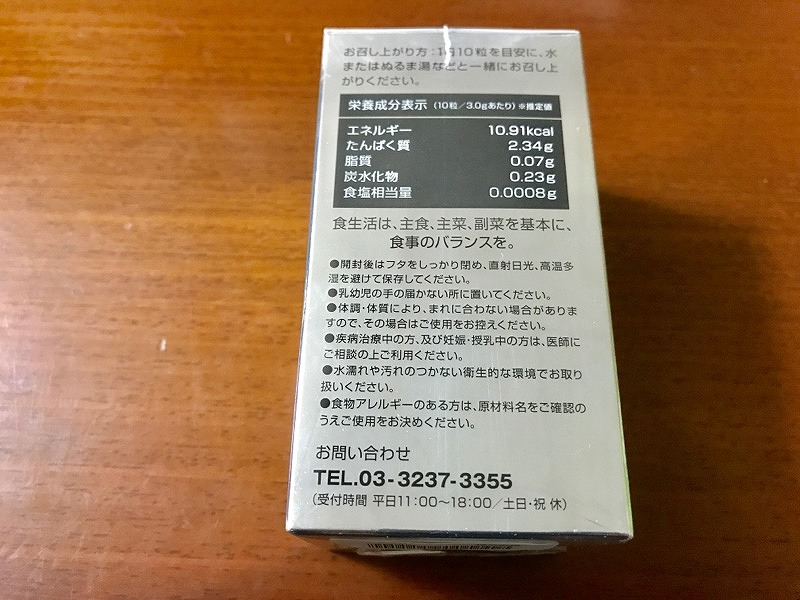 お召し上がり方:1日10粒を目安に、水
またはぬるま湯などと一緒にお召し上
がりください。
栄養成分表示 (10粒/3.0gあたり) ※推定値
エネルギー 10.91kcal
たんぱく質 2.34g
脂質 0.07g
炭水化物 0.23g
食塩相当量 0.0008g
食生活は、主食、主菜、副菜を基本に、
食事のバランスを。
●開封後はフタをしっかり閉め、直射日光、高温多
湿を避けて保存してください。
●乳幼児の手の届かない所に置いてください。
●体調・体質により、まれに合わない場合がありま
すので、その場合はご使用をお控えください。
●疾病治療中の方、及び妊娠・授乳中の方は、医師に
ご相談の上ご利用ください。
●水濡れや汚れのつかない衛生的な環境でお取り
扱いください。
●食物アレルギーのある方は、原材料名をご確認の
うえご使用をお決めください。
お問い合わせ
TEL.03-3237-3355
(受付時間 平日11:00〜18:00/土日・祝 休)